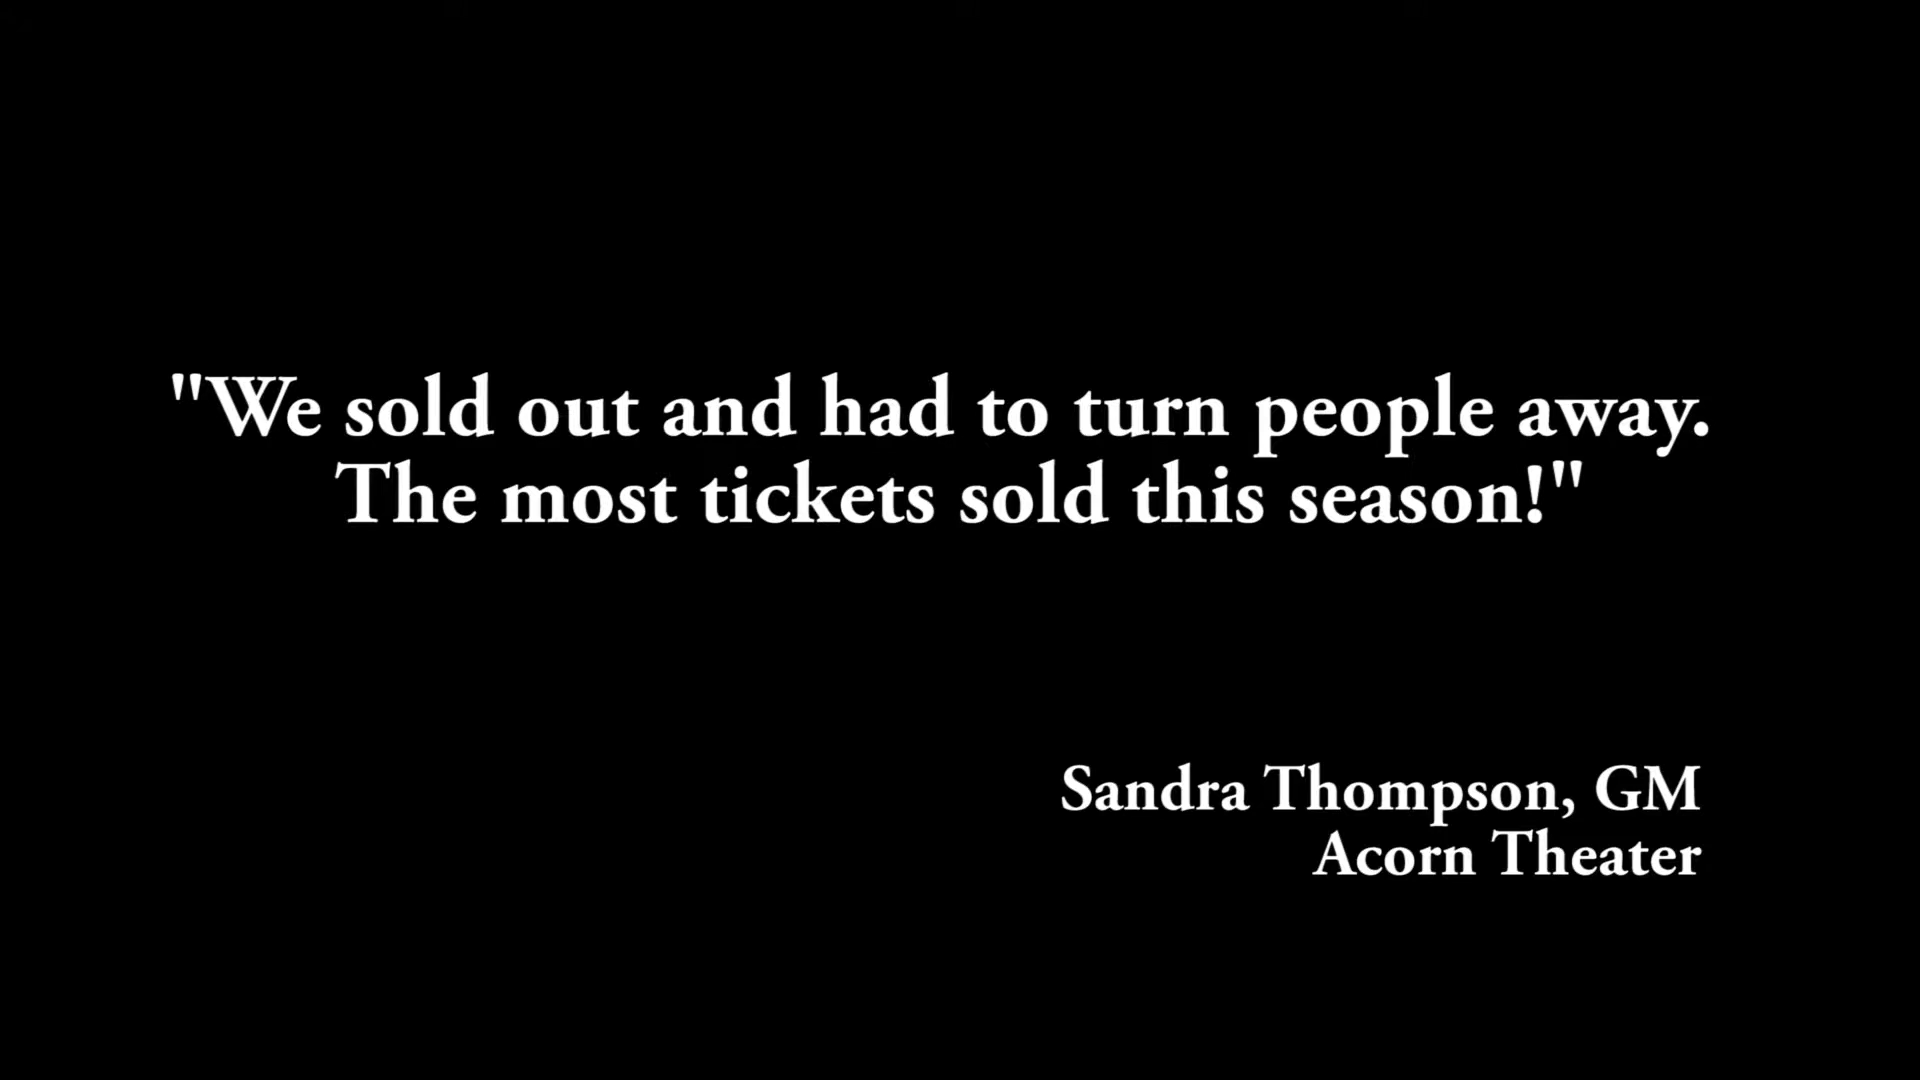 "We sold out and had to turn people away.
The most tickets sold this season!"
Sandra Thompson, GM
Acorn Theater